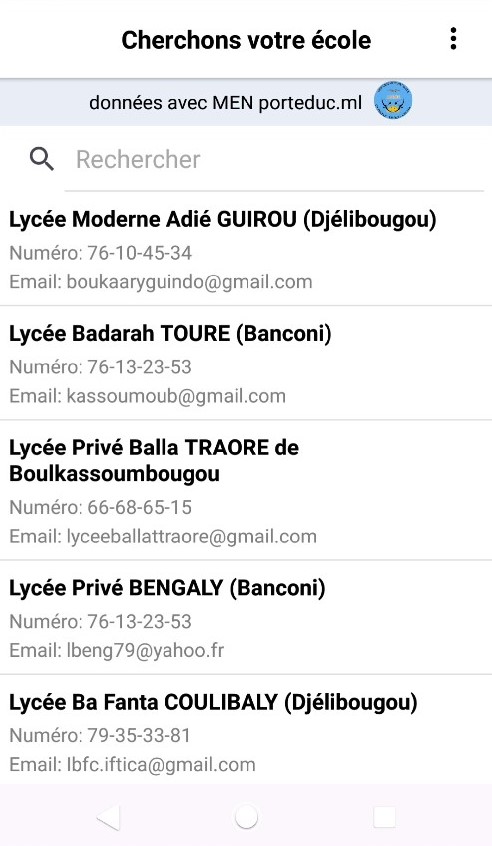 Cherchons votre école
données avec MEN porteduc.ml
Rechercher
Lycée Moderne Adié GUIROU (Djélibougou)
Numéro: 76-10-45-34
Email: boukaaryguindo@gmail.com
Lycée Badarah TOURE (Banconi)
Numéro: 76-13-23-53
Email: kassoumoub@gmail.com
Lycée Privé Balla TRAORE de
Boulkassoumbougou
Numéro: 66-68-65-15
Email: lyceeballattraore@gmail.com
Lycée Privé BENGALY (Banconi)
Numéro: 76-13-23-53
Email: lbeng79@yahoo.fr
Lycée Ba Fanta COULIBALY (Djélibougou)
Numéro: 79-35-33-81
Email: lbfc.iftica@gmail.com